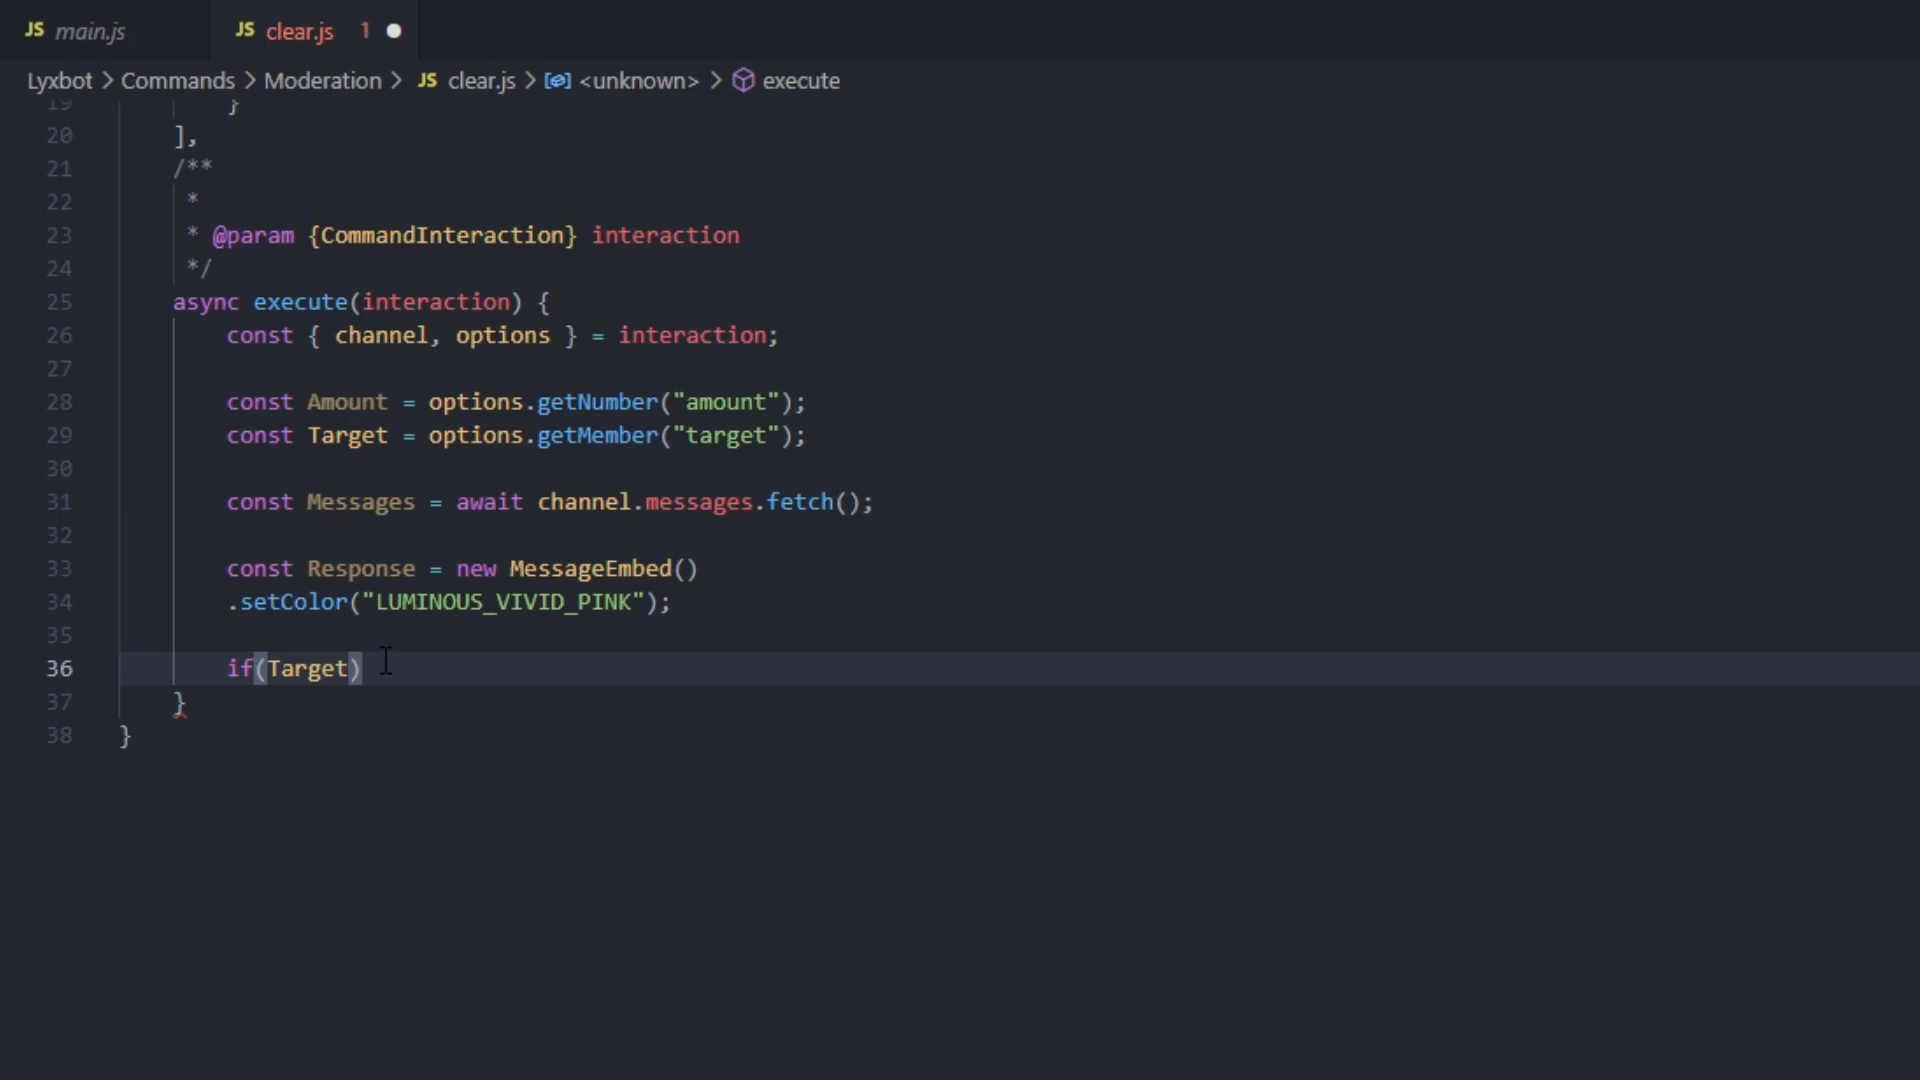 JS main.js
JS clear.js 1
Lyxbot > Commands > Moderation > JS clear.js > <unknown> > execute
19 }
20 ],
21 /**
22 *
23 * @param {CommandInteraction} interaction
24 */
25 async execute(interaction) {
26 const { channel, options } = interaction;
27
28 const Amount = options.getNumber("amount");
29 const Target = options.getMember("target");
30
31 const Messages = await channel.messages.fetch();
32
33 const Response = new MessageEmbed()
34 .setColor("LUMINOUS_VIVID_PINK");
35
36 if(Target)
37 }
38 }